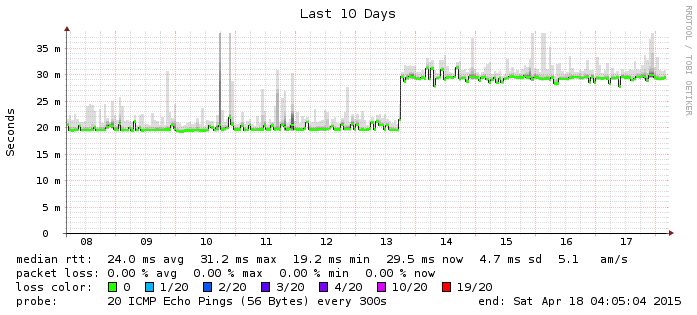 Last 10 Days
RRDTOOL / TOBI OETIKER
Seconds
35 m
30 m
25 m
20 m
15 m
10 m
5 m
0
08 09 10 11 12 13 14 15 16 17
median rtt: 24.0 ms avg 31.2 ms max 19.2 ms min 29.5 ms now 4.7 ms sd 5.1 am/s
packet loss: 0.00 % avg 0.00 % max 0.00 % min 0.00 % now
loss color: 0 1/20 2/20 3/20 4/20 10/20 19/20
probe: 20 ICMP Echo Pings (56 Bytes) every 300s end: Sat Apr 18 04:05:04 2015